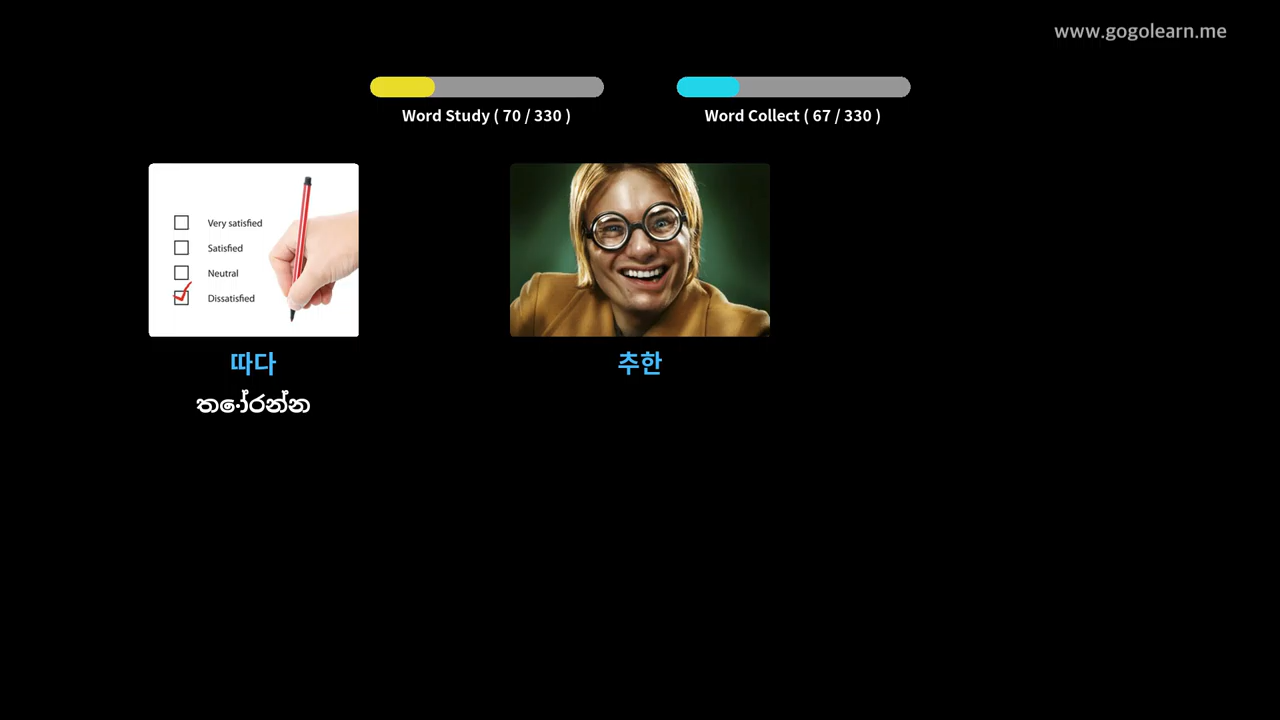 www.gogolearn.me
Word Study ( 70 / 330 )
Word Collect ( 67 / 330 )
Very satisfied
Satisfied
Neutral
Dissatisfied
따다
추한
තෝරන්න